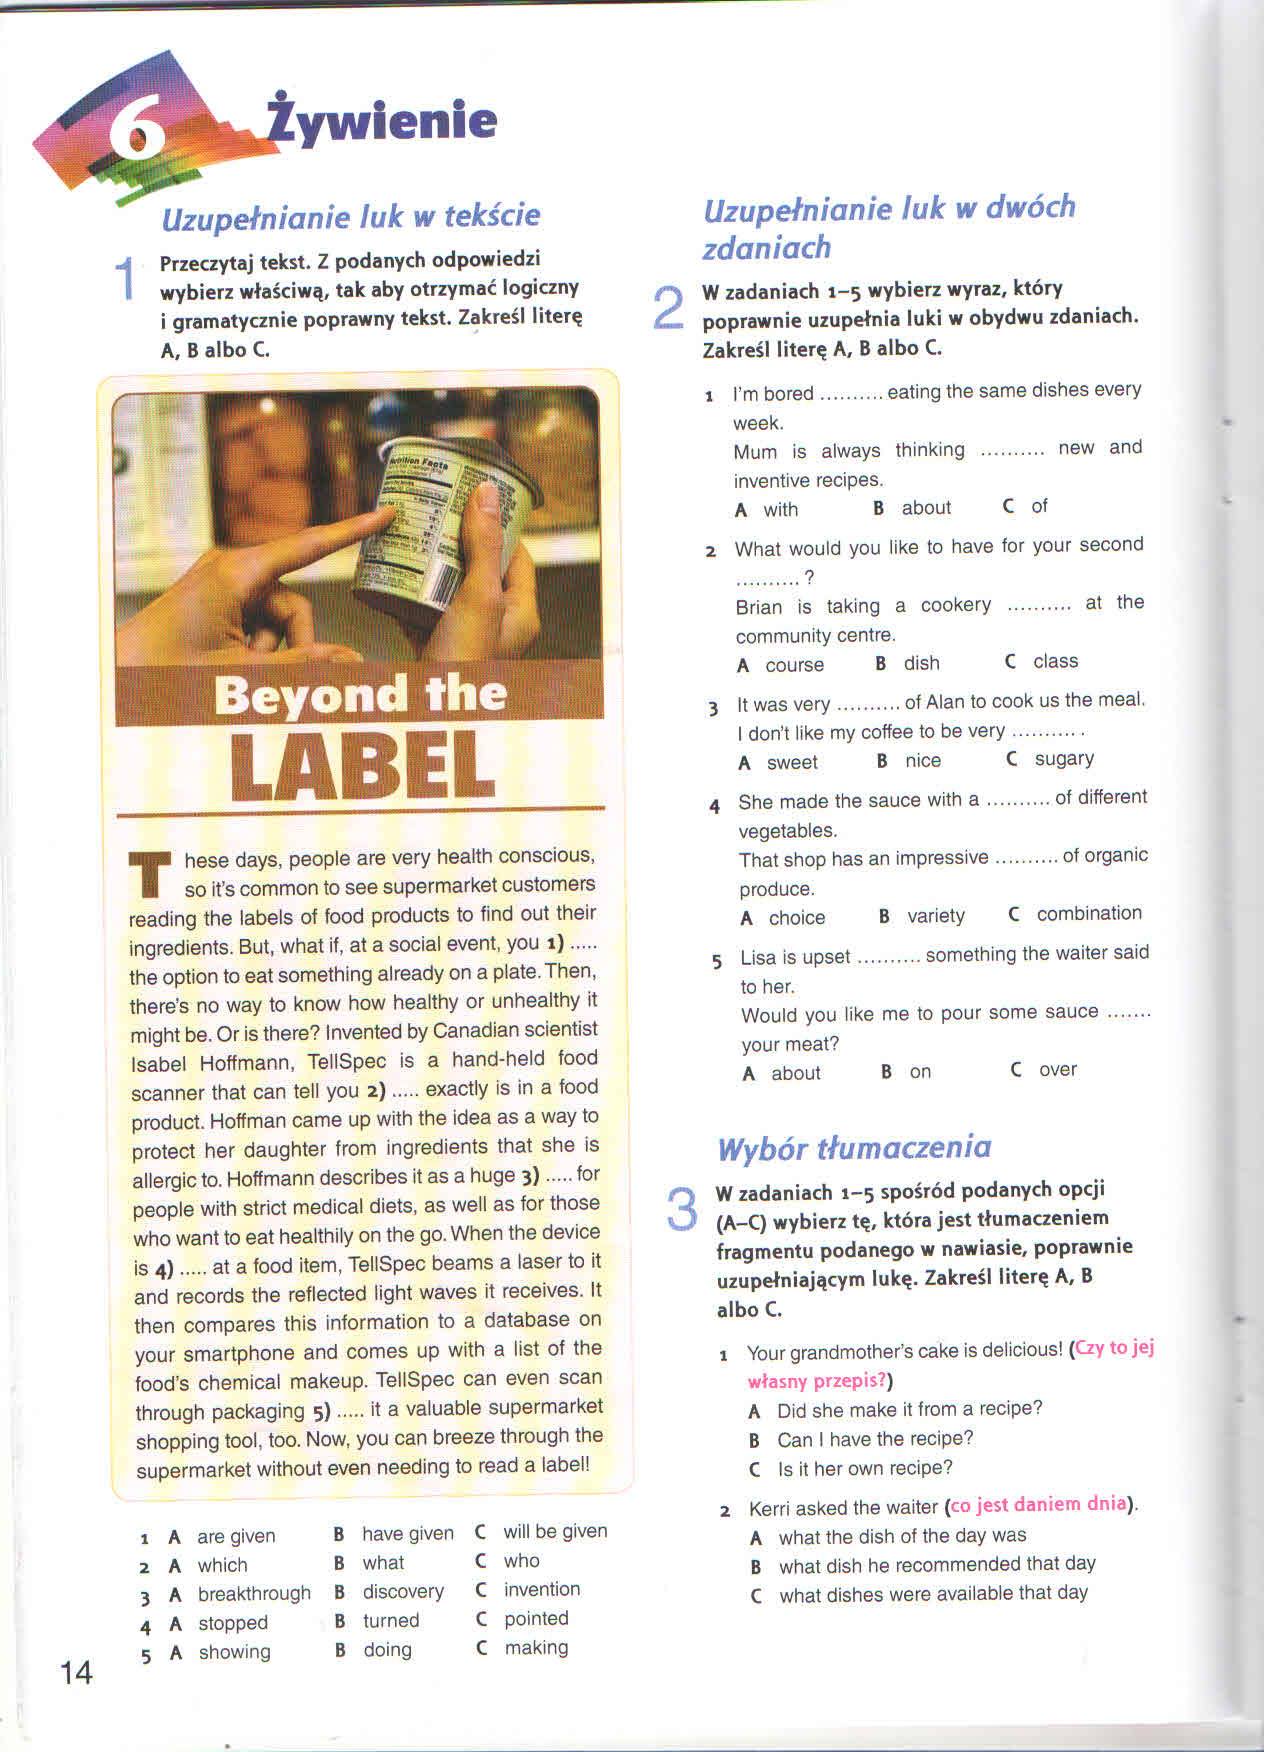 6 Żywienie
Uzupełnianie luk w tekście
1 Przeczytaj tekst. Z podanych odpowiedzi
wybierz właściwą, tak aby otrzymać logiczny
i gramatycznie poprawny tekst. Zakreśl literę
A, B albo C.
Nutrition Facts
Beyond the
LABEL
These days, people are very health conscious,
so it's common to see supermarket customers
reading the labels of food products to find out their
ingredients. But, what if, at a social event, you 1) .....
the option to eat something already on a plate. Then,
there's no way to know how healthy or unhealthy it
might be. Or is there? Invented by Canadian scientist
Isabel Hoffmann, TellSpec is a hand-held food
scanner that can tell you 2) ..... exactly is in a food
product. Hoffman came up with the idea as a way to
protect her daughter from ingredients that she is
allergic to. Hoffmann describes it as a huge 3) ..... for
people with strict medical diets, as well as for those
who want to eat healthily on the go. When the device
is 4) ..... at a food item, TellSpec beams a laser to it
and records the reflected light waves it receives. It
then compares this information to a database on
your smartphone and comes up with a list of the
food's chemical makeup. TellSpec can even scan
through packaging 5) ..... it a valuable supermarket
shopping tool, too. Now, you can breeze through the
supermarket without even needing to read a label!
1 A are given B have given C will be given
2 A which B what C who
3 A breakthrough B discovery C invention
4 A stopped B turned C pointed
5 A showing B doing C making
14
Uzupełnianie luk w dwóch
zdaniach
2 W zadaniach 1–5 wybierz wyraz, który
poprawnie uzupełnia luki w obydwu zdaniach.
Zakreśl literę A, B albo C.
1 I'm bored .......... eating the same dishes every
week.
Mum is always thinking .......... new and
inventive recipes.
A with B about C of
2 What would you like to have for your second
.......... ?
Brian is taking a cookery .......... at the
community centre.
A course B dish C class
3 It was very .......... of Alan to cook us the meal.
I don't like my coffee to be very .......... .
A sweet B nice C sugary
4 She made the sauce with a .......... of different
vegetables.
That shop has an impressive .......... of organic
produce.
A choice B variety C combination
5 Lisa is upset .......... something the waiter said
to her.
Would you like me to pour some sauce .......
your meat?
A about B on C over
Wybór tłumaczenia
3 W zadaniach 1–5 spośród podanych opcji
(A–C) wybierz tę, która jest tłumaczeniem
fragmentu podanego w nawiasie, poprawnie
uzupełniającym lukę. Zakreśl literę A, B
albo C.
1 Your grandmother's cake is delicious! (Czy to jej
własny przepis?)
A Did she make it from a recipe?
B Can I have the recipe?
C Is it her own recipe?
2 Kerri asked the waiter (co jest daniem dnia).
A what the dish of the day was
B what dish he recommended that day
C what dishes were available that day